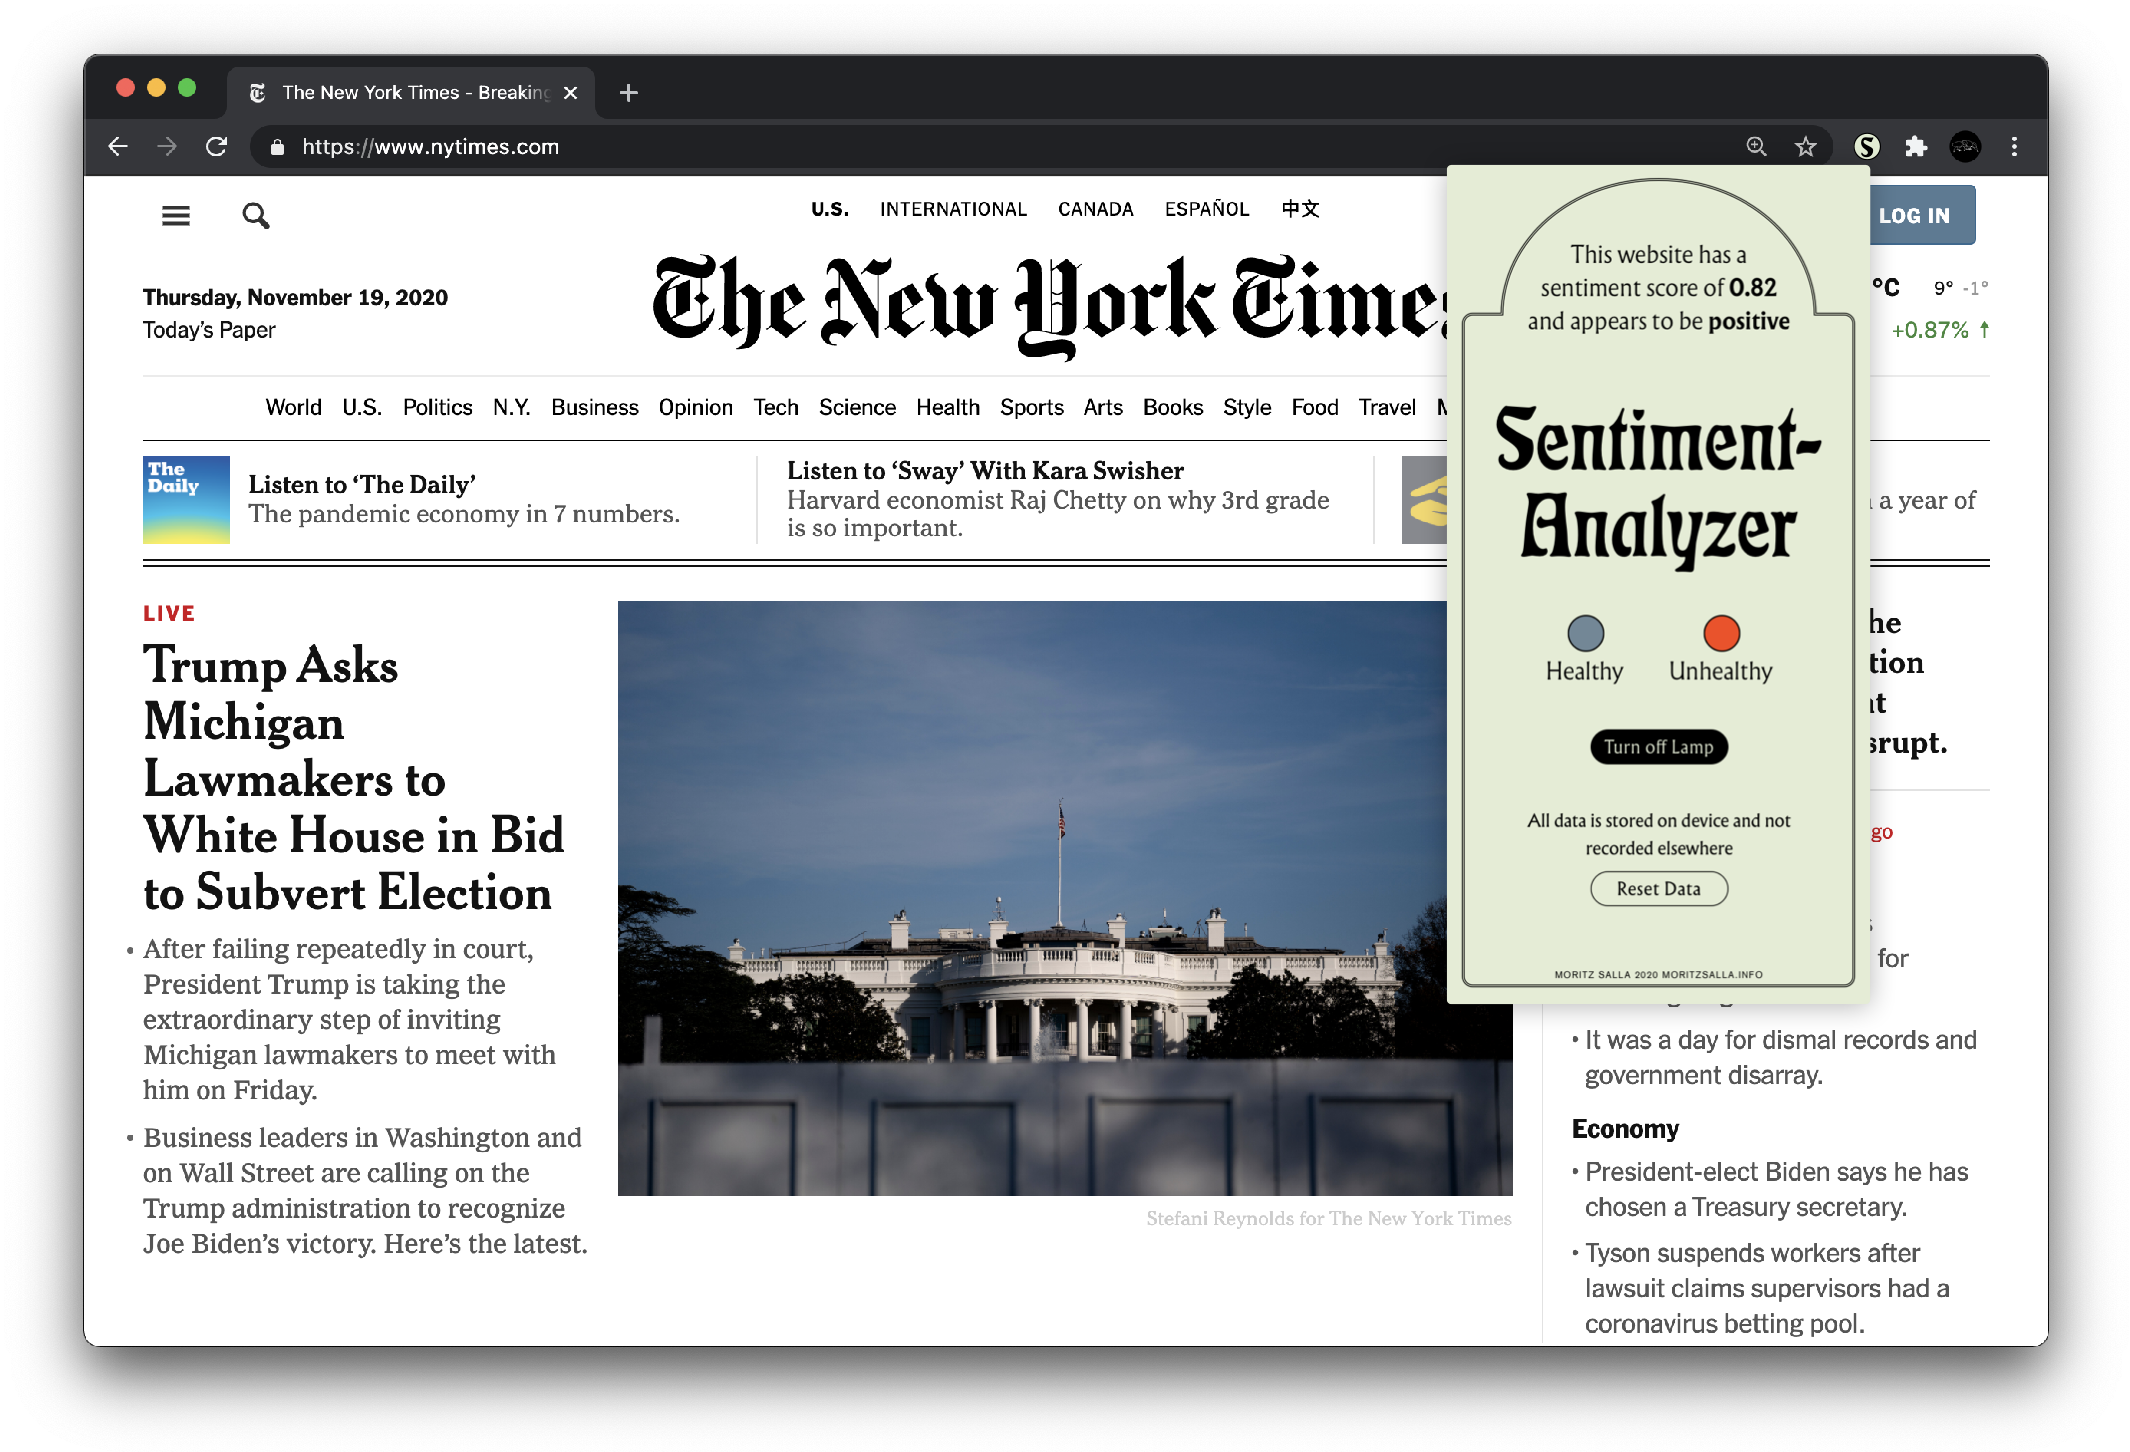 The New York Times - Breaking
https://www.nytimes.com
U.S. INTERNATIONAL CANADA ESPAÑOL 中文
LOG IN
Thursday, November 19, 2020
Today's Paper
The New York Times
°C 9° -1°
+0.87% ↑
World U.S. Politics N.Y. Business Opinion Tech Science Health Sports Arts Books Style Food Travel
The
Daily
Listen to ‘The Daily’
The pandemic economy in 7 numbers.
Listen to ‘Sway’ With Kara Swisher
Harvard economist Raj Chetty on why 3rd grade
is so important.
a year of
LIVE
Trump Asks
Michigan
Lawmakers to
White House in Bid
to Subvert Election
• After failing repeatedly in court,
President Trump is taking the
extraordinary step of inviting
Michigan lawmakers to meet with
him on Friday.
• Business leaders in Washington and
on Wall Street are calling on the
Trump administration to recognize
Joe Biden’s victory. Here’s the latest.
Stefani Reynolds for The New York Times
S
This website has a
sentiment score of 0.82
and appears to be positive
Sentiment-
Analyzer
Healthy Unhealthy
Turn off Lamp
All data is stored on device and not
recorded elsewhere
Reset Data
MORITZ SALLA 2020 MORITZSALLA.INFO
for
• It was a day for dismal records and
government disarray.
Economy
• President-elect Biden says he has
chosen a Treasury secretary.
• Tyson suspends workers after
lawsuit claims supervisors had a
coronavirus betting pool.